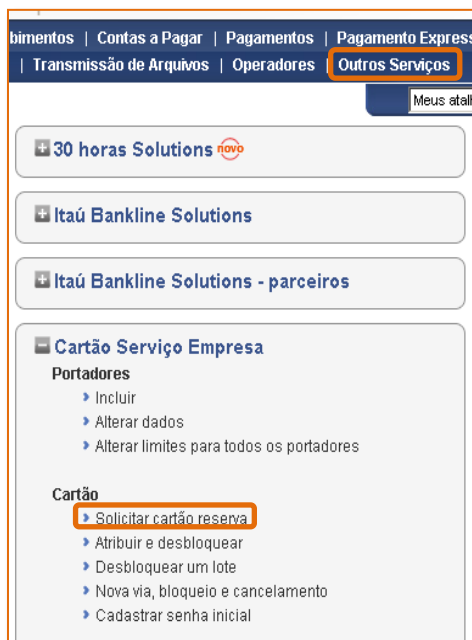 bimentos | Contas a Pagar | Pagamentos | Pagamento Express
| Transmissão de Arquivos | Operadores | Outros Serviços
Meus atal
30 horas Solutions novo
Itaú Bankline Solutions
Itaú Bankline Solutions - parceiros
Cartão Serviço Empresa
Portadores
Incluir
Alterar dados
Alterar limites para todos os portadores
Cartão
Solicitar cartão reserva
Atribuir e desbloquear
Desbloquear um lote
Nova via, bloqueio e cancelamento
Cadastrar senha inicial